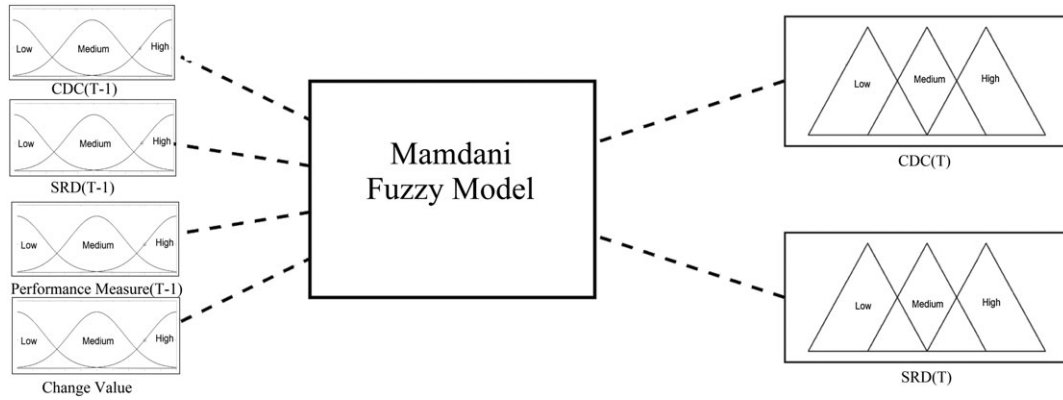 Low Medium High
CDC(T-1)
Low Medium High
SRD(T-1)
Low Medium High
Performance Measure(T-1)
Low Medium High
Change Value
Mamdani
Fuzzy Model
Low Medium High
CDC(T)
Low Medium High
SRD(T)